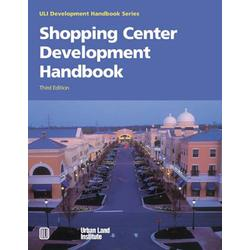 ULI Development Handbook Series
Shopping Center
Development
Handbook
Third Edition
Urban Land
Institute